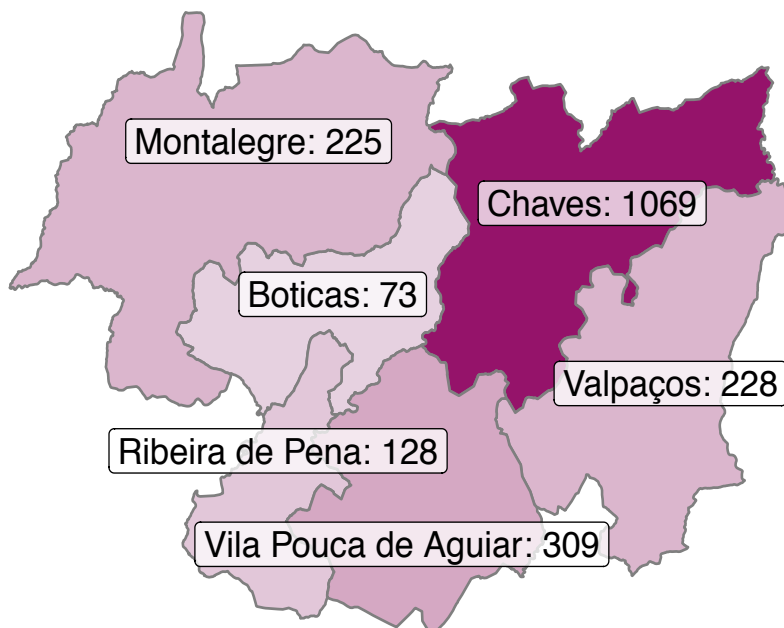 Montalegre: 225
Chaves: 1069
Boticas: 73
Valpaços: 228
Ribeira de Pena: 128
Vila Pouca de Aguiar: 309